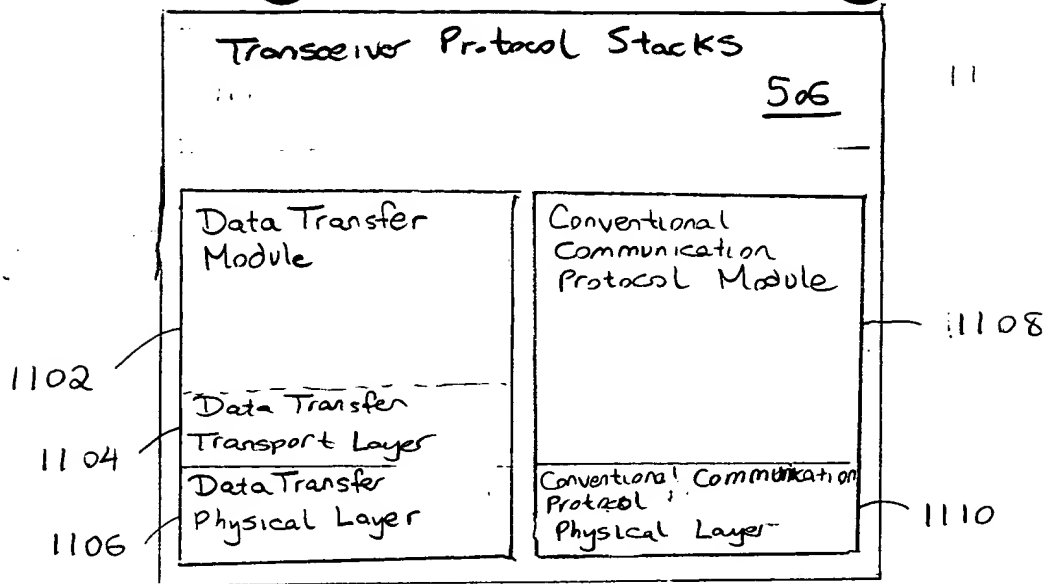 Transceiver Protocol Stacks
506
11
Data Transfer
Module
1102
Data Transfer
Transport Layer
1104
Data Transfer
Physical Layer
1106
Conventional
Communication
Protocol Module
1108
Conventional Communication
Protocol
Physical Layer
1110